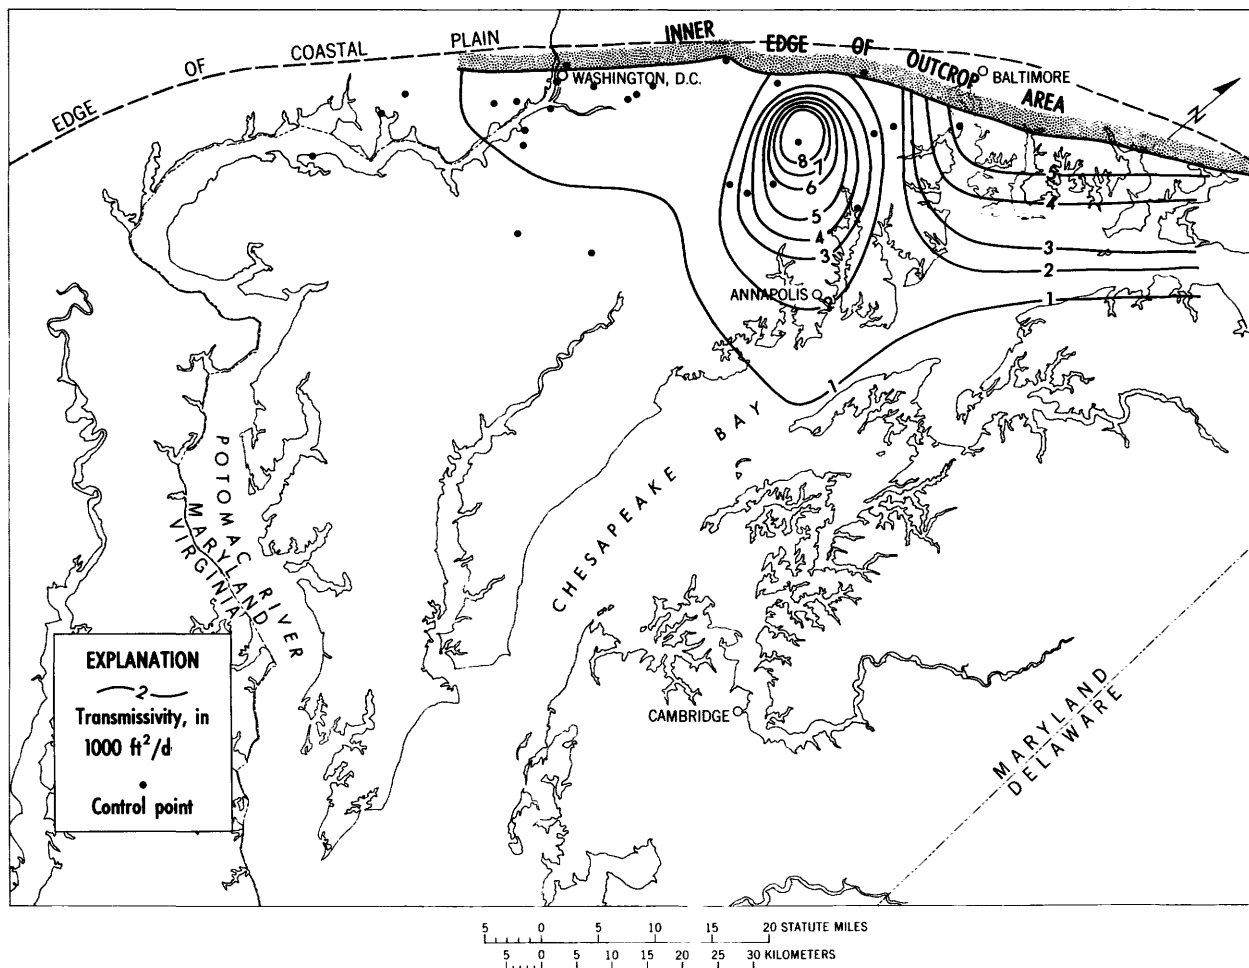 EDGE OF COASTAL PLAIN
INNER EDGE OF OUTCROP AREA
WASHINGTON, D.C.
BALTIMORE
N
8
7
6
5
4
3
5
4
3
2
1
ANNAPOLIS
2
1
CHESAPEAKE BAY
POTOMAC RIVER
MARYLAND
VIRGINIA
CAMBRIDGE
MARYLAND
DELAWARE
EXPLANATION
2
Transmissivity, in
1000 ft²/d
Control point
5 0 5 10 15 20 STATUTE MILES
5 0 5 10 15 20 25 30 KILOMETERS